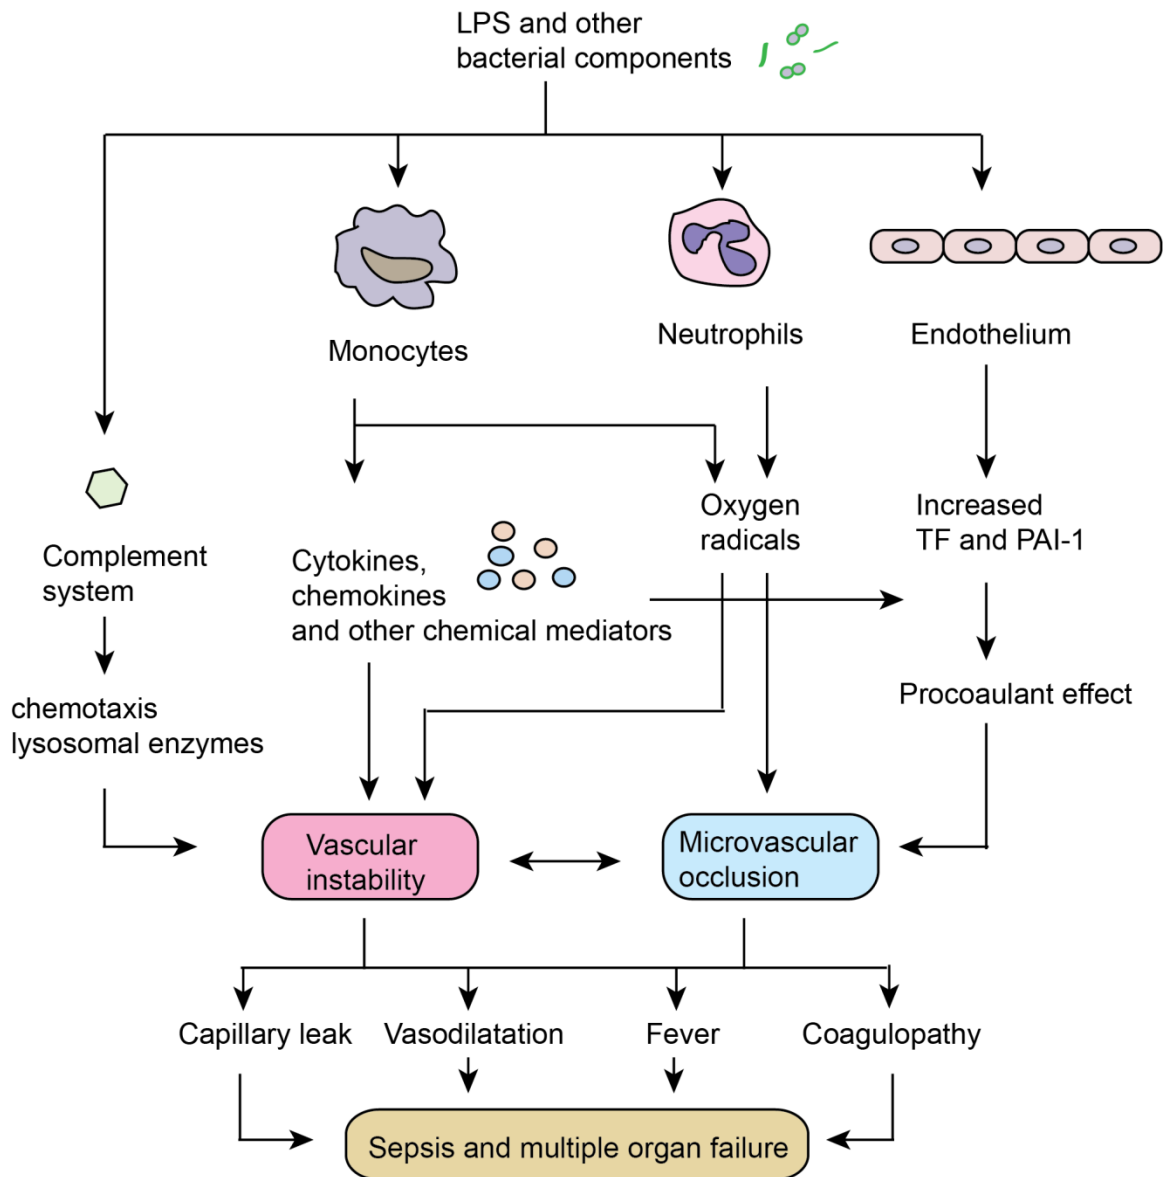 LPS and other
bacterial components
Monocytes
Neutrophils
Endothelium
Complement
system
Cytokines,
chemokines
and other chemical mediators
Oxygen
radicals
Increased
TF and PAI-1
chemotaxis
lysosomal enzymes
Procoaulant effect
Vascular
instability
Microvascular
occlusion
Capillary leak
Vasodilatation
Fever
Coagulopathy
Sepsis and multiple organ failure